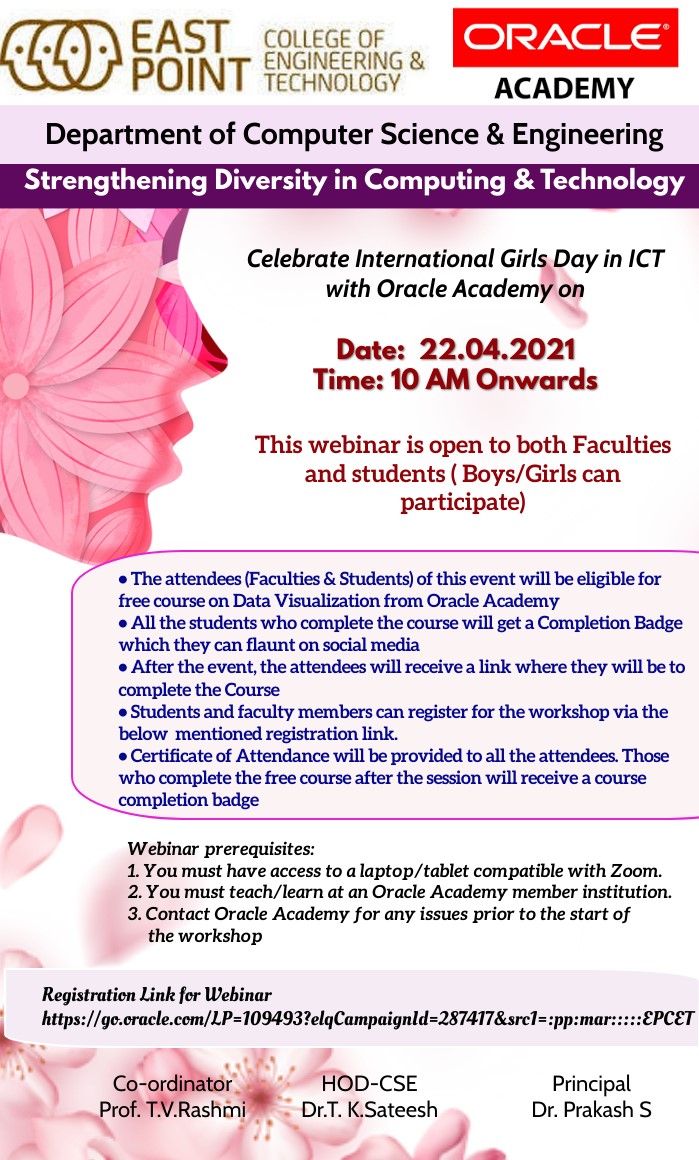 EAST
POINT
COLLEGE OF
ENGINEERING &
TECHNOLOGY
ORACLE®
ACADEMY
Department of Computer Science & Engineering
Strengthening Diversity in Computing & Technology
Celebrate International Girls Day in ICT
with Oracle Academy on
Date: 22.04.2021
Time: 10 AM Onwards
This webinar is open to both Faculties
and students ( Boys/Girls can
participate)
• The attendees (Faculties & Students) of this event will be eligible for
free course on Data Visualization from Oracle Academy
• All the students who complete the course will get a Completion Badge
which they can flaunt on social media
• After the event, the attendees will receive a link where they will be to
complete the Course
• Students and faculty members can register for the workshop via the
below mentioned registration link.
• Certificate of Attendance will be provided to all the attendees. Those
who complete the free course after the session will receive a course
completion badge
Webinar prerequisites:
1. You must have access to a laptop/tablet compatible with Zoom.
2. You must teach/learn at an Oracle Academy member institution.
3. Contact Oracle Academy for any issues prior to the start of
the workshop
Registration Link for Webinar
https://go.oracle.com/LP=109493?elqCampaignId=287417&src1=:pp:mar:::::EPCET
Co-ordinator HOD-CSE Principal
Prof. T.V.Rashmi Dr.T. K.Sateesh Dr. Prakash S